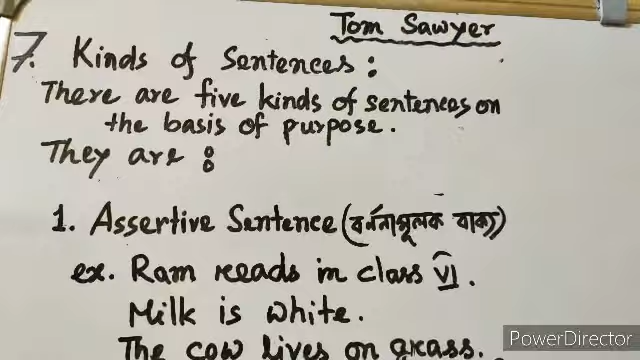 Tom Sawyer
7. Kinds of Sentences:
There are five kinds of sentences on
the basis of purpose.
They are:
1. Assertive Sentence (বর্ননামূলক বাক্য)
ex. Ram reads in class VI.
Milk is white.
The cow lives on grass.
PowerDirector